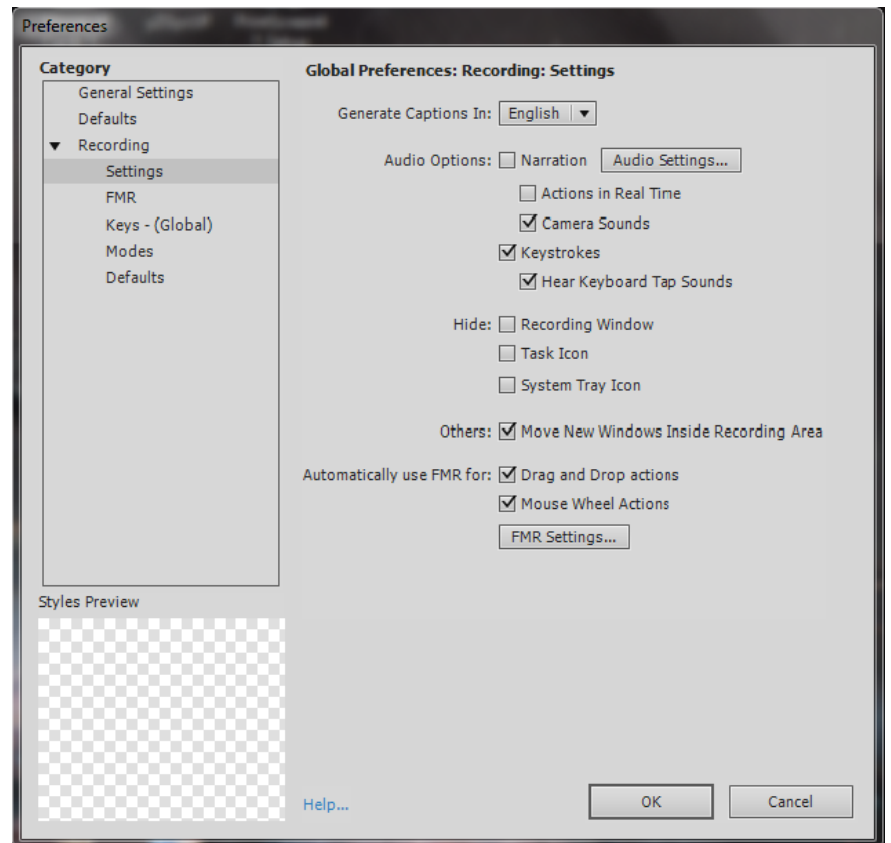 Preferences
Category
General Settings
Defaults
Recording
Settings
FMR
Keys - (Global)
Modes
Defaults
Styles Preview
Global Preferences: Recording: Settings
Generate Captions In: English
Audio Options: Narration Audio Settings...
Actions in Real Time
Camera Sounds
Keystrokes
Hear Keyboard Tap Sounds
Hide: Recording Window
Task Icon
System Tray Icon
Others: Move New Windows Inside Recording Area
Automatically use FMR for: Drag and Drop actions
Mouse Wheel Actions
FMR Settings...
Help... OK Cancel